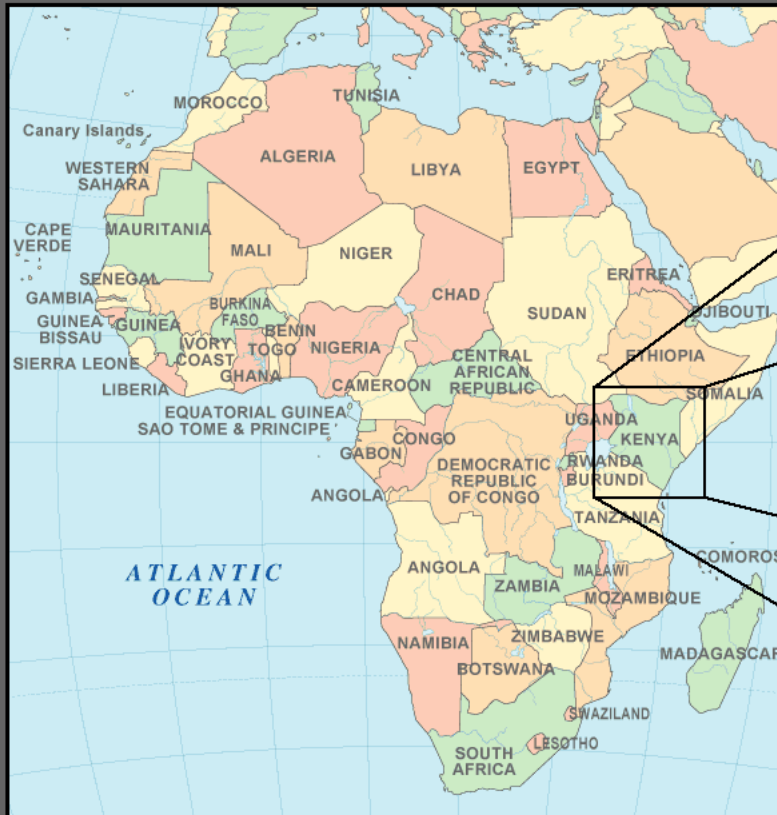 MOROCCO
TUNISIA
Canary Islands
ALGERIA
LIBYA
EGYPT
WESTERN
SAHARA
MAURITANIA
CAPE
VERDE
MALI
NIGER
CHAD
SUDAN
ERITREA
SENEGAL
GAMBIA
GUINEA
BISSAU
GUINEA
BURKINA
FASO
BENIN
NIGERIA
DJIBOUTI
SIERRA LEONE
IVORY
COAST
TOGO
GHANA
LIBERIA
CAMEROON
CENTRAL
AFRICAN
REPUBLIC
ETHIOPIA
SOMALIA
EQUATORIAL GUINEA
SAO TOME & PRINCIPE
GABON
CONGO
UGANDA
KENYA
DEMOCRATIC
REPUBLIC
OF CONGO
RWANDA
BURUNDI
ANGOLA
TANZANIA
COMOROS
ATLANTIC
OCEAN
ANGOLA
ZAMBIA
MALAWI
MOZAMBIQUE
NAMIBIA
ZIMBABWE
BOTSWANA
MADAGASCAR
SWAZILAND
LESOTHO
SOUTH
AFRICA